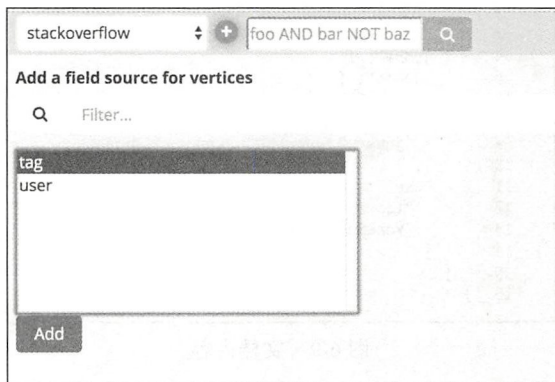 stackoverflow foo AND bar NOT baz
Add a field source for vertices
Filter...
tag
user
Add